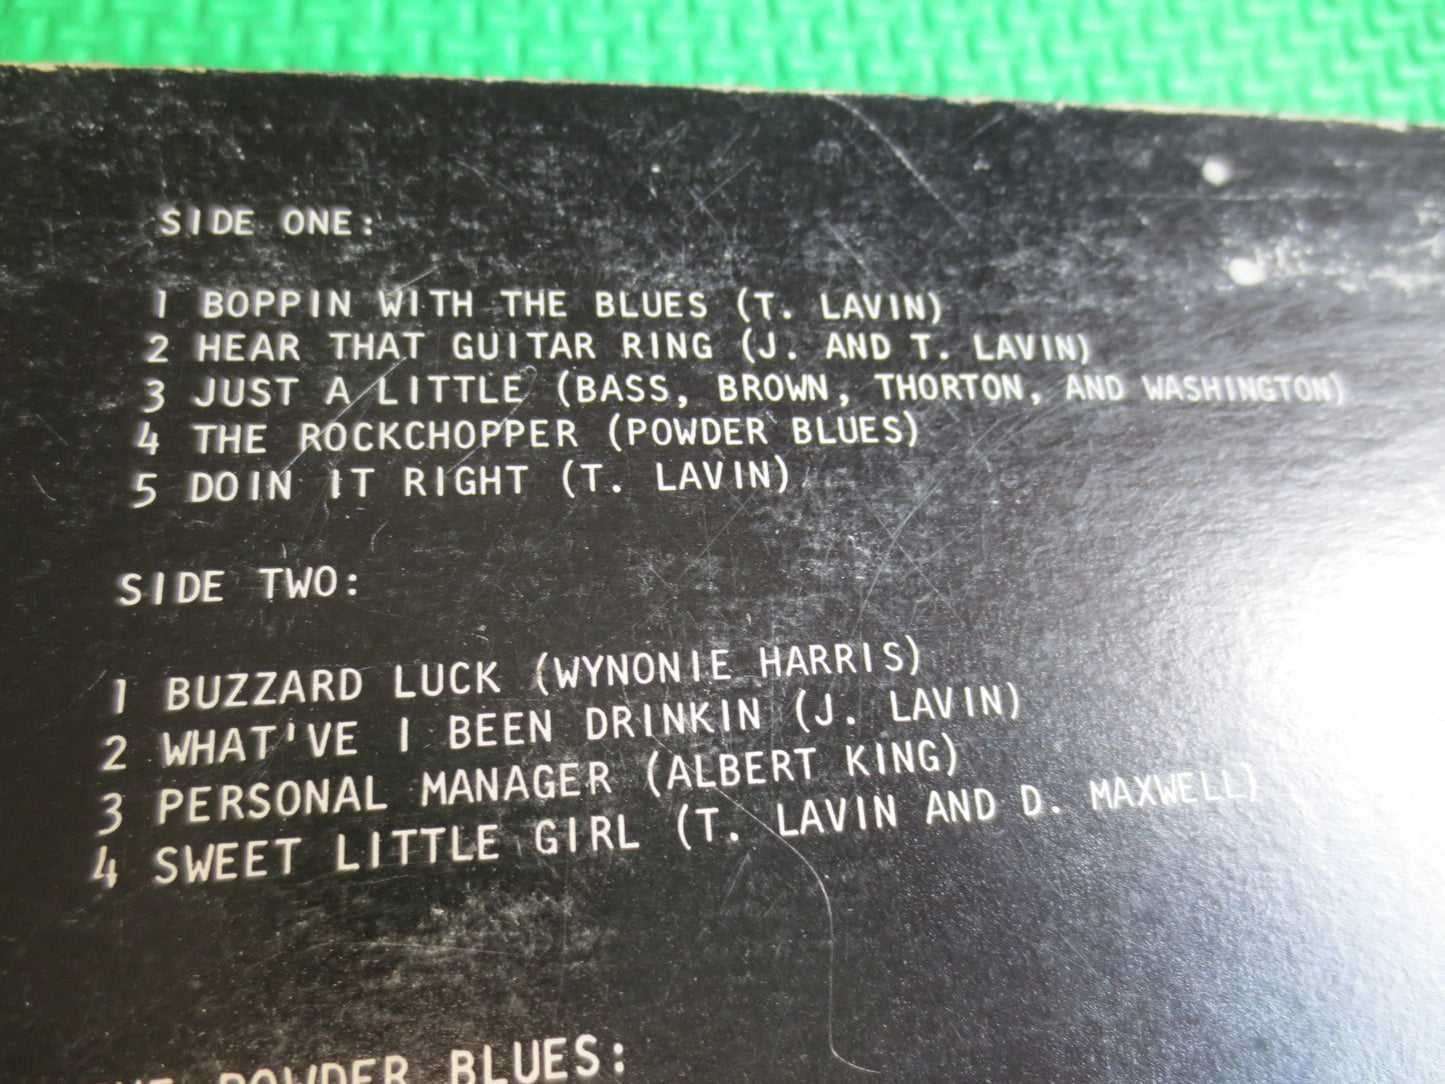 SIDE ONE:
1 BOPPIN WITH THE BLUES (T. LAVIN)
2 HEAR THAT GUITAR RING (J. AND T. LAVIN)
3 JUST A LITTLE (BASS, BROWN, THORTON, AND WASHINGTON)
4 THE ROCKCHOPPER (POWDER BLUES)
5 DOIN IT RIGHT (T. LAVIN)
SIDE TWO:
1 BUZZARD LUCK (WYNONIE HARRIS)
2 WHAT'VE I BEEN DRINKIN (J. LAVIN)
3 PERSONAL MANAGER (ALBERT KING)
4 SWEET LITTLE GIRL (T. LAVIN AND D. MAXWELL)
THE POWDER BLUES: